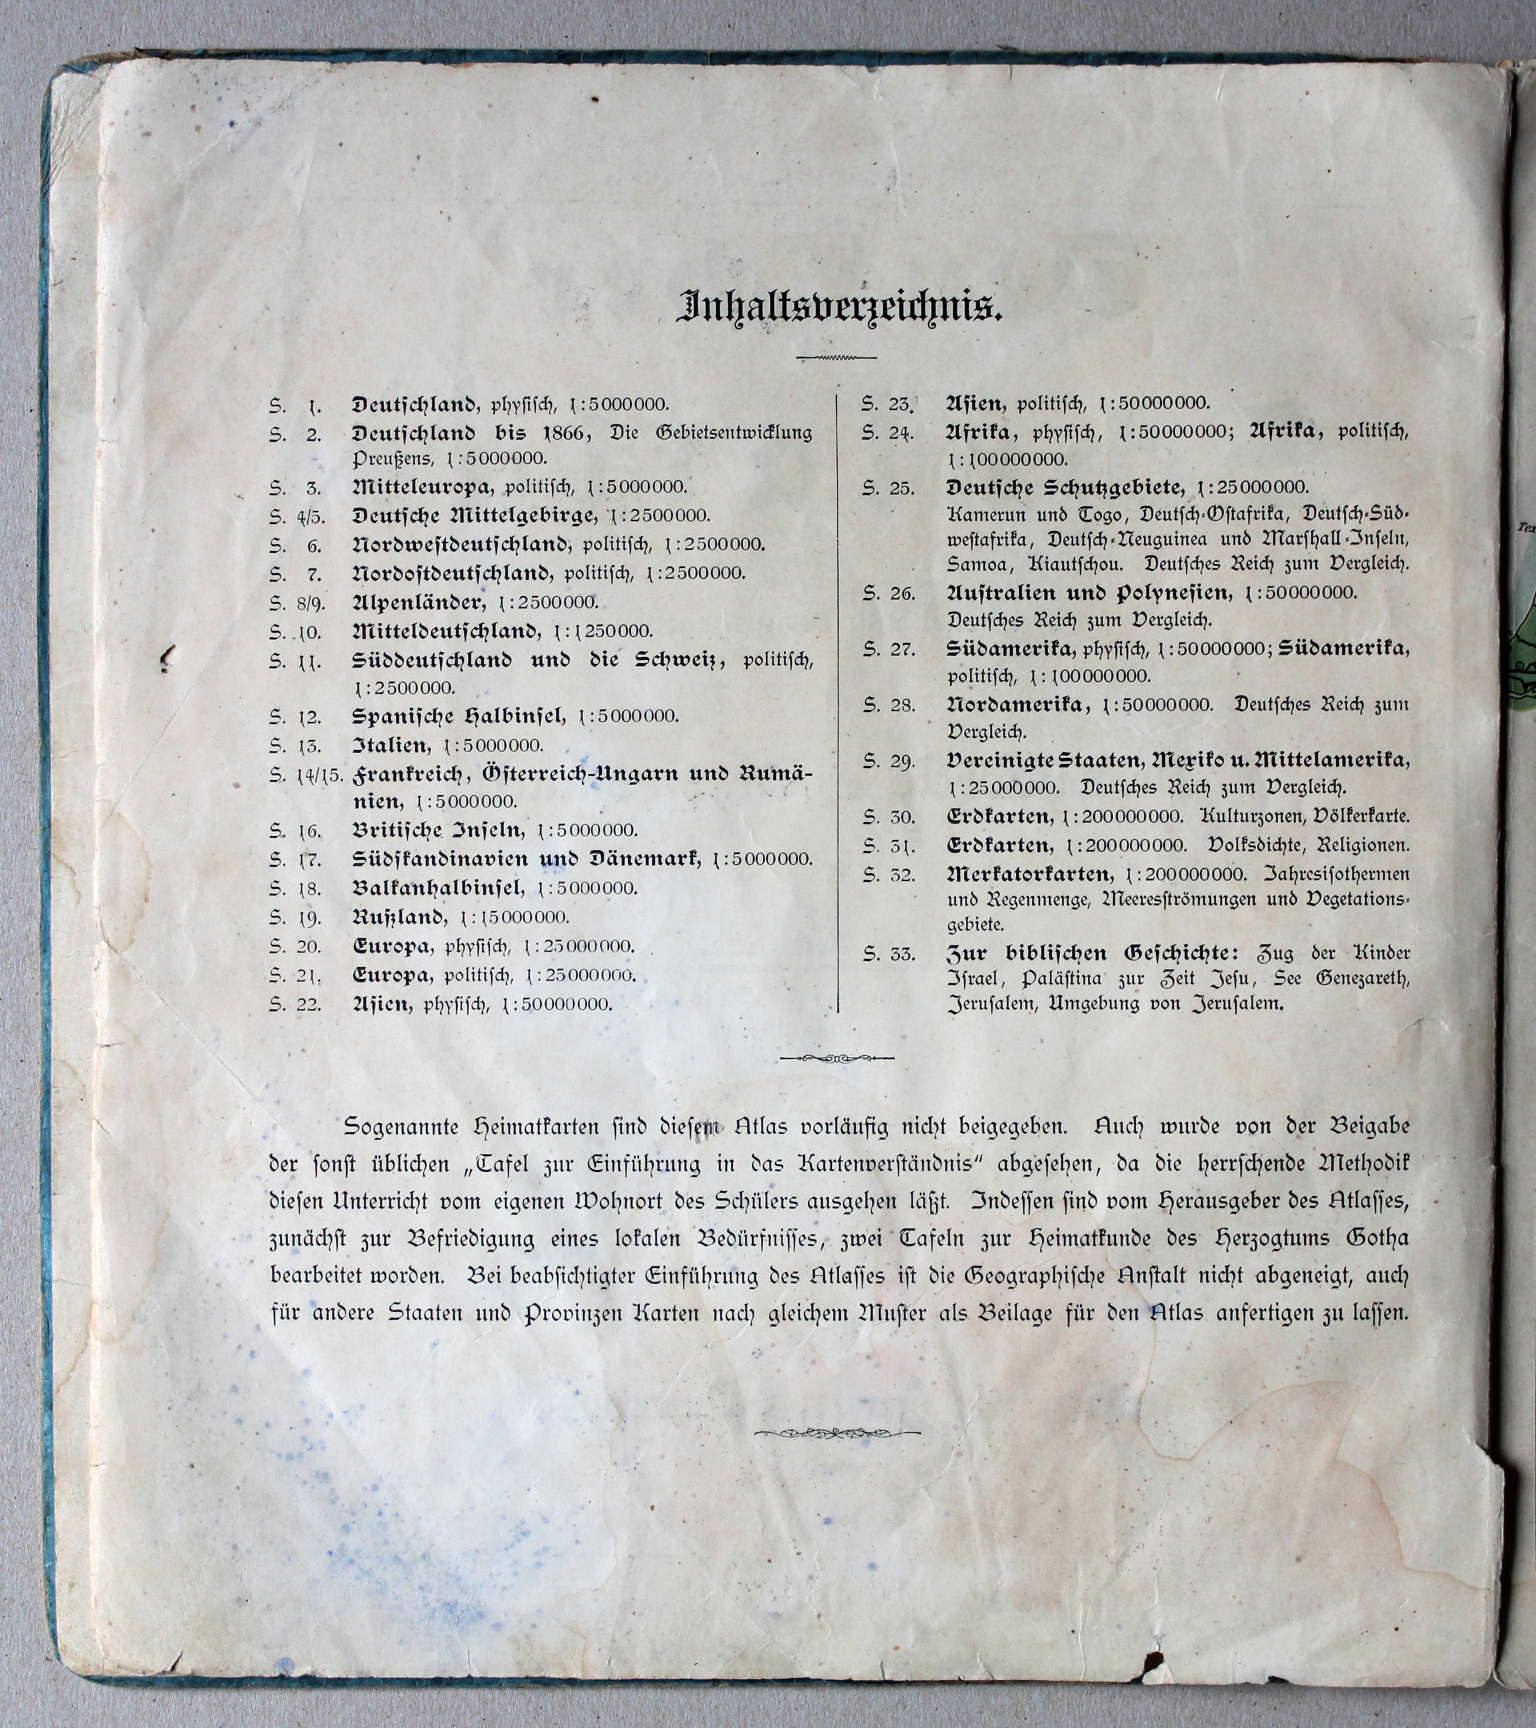 Inhaltsverzeichnis.
S. 1. Deutschland, physisch, 1:5000000.
S. 2. Deutschland bis 1866, Die Gebietsentwicklung
Preußens, 1:5000000.
S. 3. Mitteleuropa, politisch, 1:5000000.
S. 4/5. Deutsche Mittelgebirge, 1:2500000.
S. 6. Nordwestdeutschland, politisch, 1:2500000.
S. 7. Nordostdeutschland, politisch, 1:2500000.
S. 8/9. Alpenländer, 1:2500000.
S. 10. Mitteldeutschland, 1:1250000.
S. 11. Süddeutschland und die Schweiz, politisch,
1:2500000.
S. 12. Spanische Halbinsel, 1:5000000.
S. 13. Italien, 1:5000000.
S. 14/15. Frankreich, Österreich-Ungarn und Rumä-
nien, 1:5000000.
S. 16. Britische Inseln, 1:5000000.
S. 17. Südskandinavien und Dänemark, 1:5000000.
S. 18. Balkanhalbinsel, 1:5000000.
S. 19. Rußland, 1:15000000.
S. 20. Europa, physisch, 1:25000000.
S. 21. Europa, politisch, 1:25000000.
S. 22. Asien, physisch, 1:50000000.
S. 23. Asien, politisch, 1:50000000.
S. 24. Afrika, physisch, 1:50000000; Afrika, politisch,
1:100000000.
S. 25. Deutsche Schutzgebiete, 1:25000000.
Kamerun und Togo, Deutsch-Ostafrika, Deutsch-Süd-
westafrika, Deutsch-Neuguinea und Marshall-Inseln,
Samoa, Kiautschou. Deutsches Reich zum Vergleich.
S. 26. Australien und Polynesien, 1:50000000.
Deutsches Reich zum Vergleich.
S. 27. Südamerika, physisch, 1:50000000; Südamerika,
politisch, 1:100000000.
S. 28. Nordamerika, 1:50000000. Deutsches Reich zum
Vergleich.
S. 29. Vereinigte Staaten, Mexiko u. Mittelamerika,
1:25000000. Deutsches Reich zum Vergleich.
S. 30. Erdkarten, 1:200000000. Kulturzonen, Völkerkarte.
S. 31. Erdkarten, 1:200000000. Volksdichte, Religionen.
S. 32. Merkatorkarten, 1:200000000. Jahresisothermen
und Regenmenge, Meeresströmungen und Vegetations-
gebiete.
S. 33. Zur biblischen Geschichte: Zug der Kinder
Israel, Palästina zur Zeit Jesu, See Genezareth,
Jerusalem, Umgebung von Jerusalem.
Sogenannte Heimatkarten sind diesem Atlas vorläufig nicht beigegeben. Auch wurde von der Beigabe
der sonst üblichen „Tafel zur Einführung in das Kartenverständnis“ abgesehen, da die herrschende Methodik
diesen Unterricht vom eigenen Wohnort des Schülers ausgehen läßt. Indessen sind vom Herausgeber des Atlasses,
zunächst zur Befriedigung eines lokalen Bedürfnisses, zwei Tafeln zur Heimatkunde des Herzogtums Gotha
bearbeitet worden. Bei beabsichtigter Einführung des Atlasses ist die Geographische Anstalt nicht abgeneigt, auch
für andere Staaten und Provinzen Karten nach gleichem Muster als Beilage für den Atlas anfertigen zu lassen.